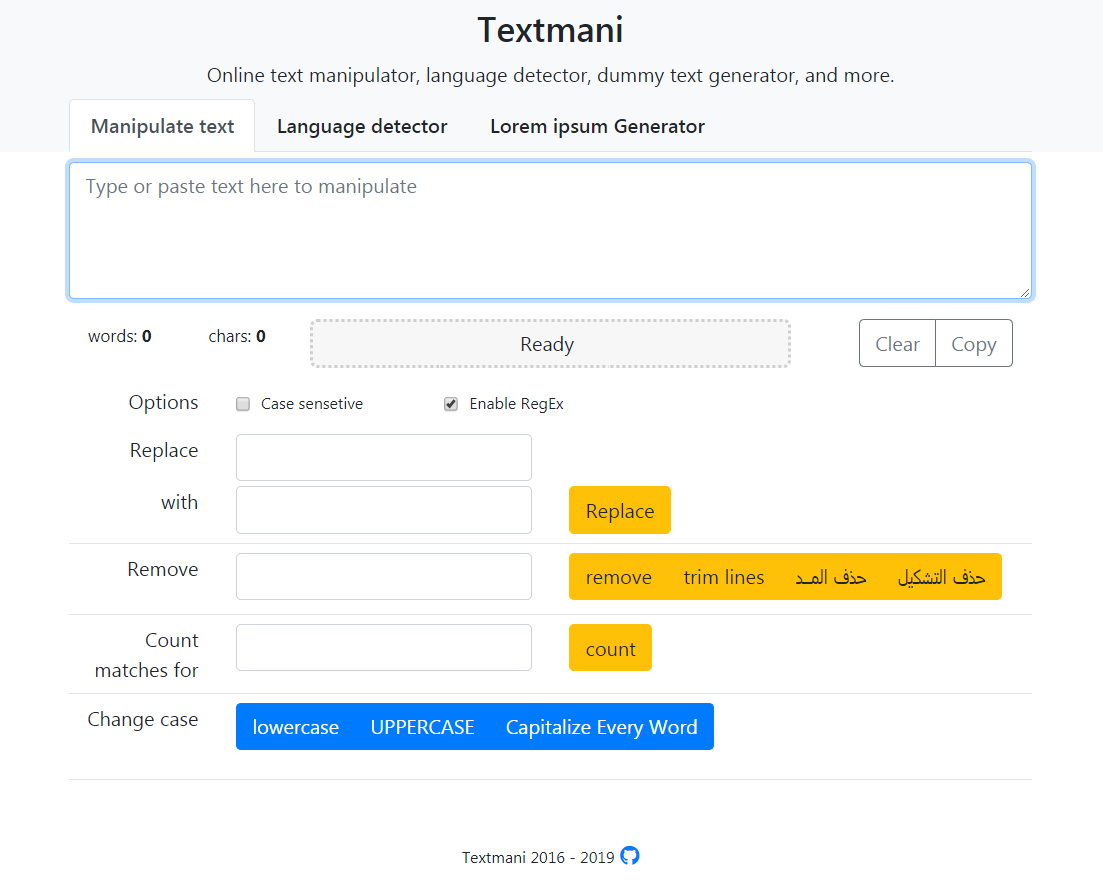 Textmani
Online text manipulator, language detector, dummy text generator, and more.
Manipulate text Language detector Lorem ipsum Generator
Type or paste text here to manipulate
words: 0 chars: 0 Ready Clear Copy
Options Case sensetive Enable RegEx
Replace
with Replace
Remove remove trim lines حذف المــد حذف التشكيل
Count
matches for count
Change case lowercase UPPERCASE Capitalize Every Word
Textmani 2016 - 2019